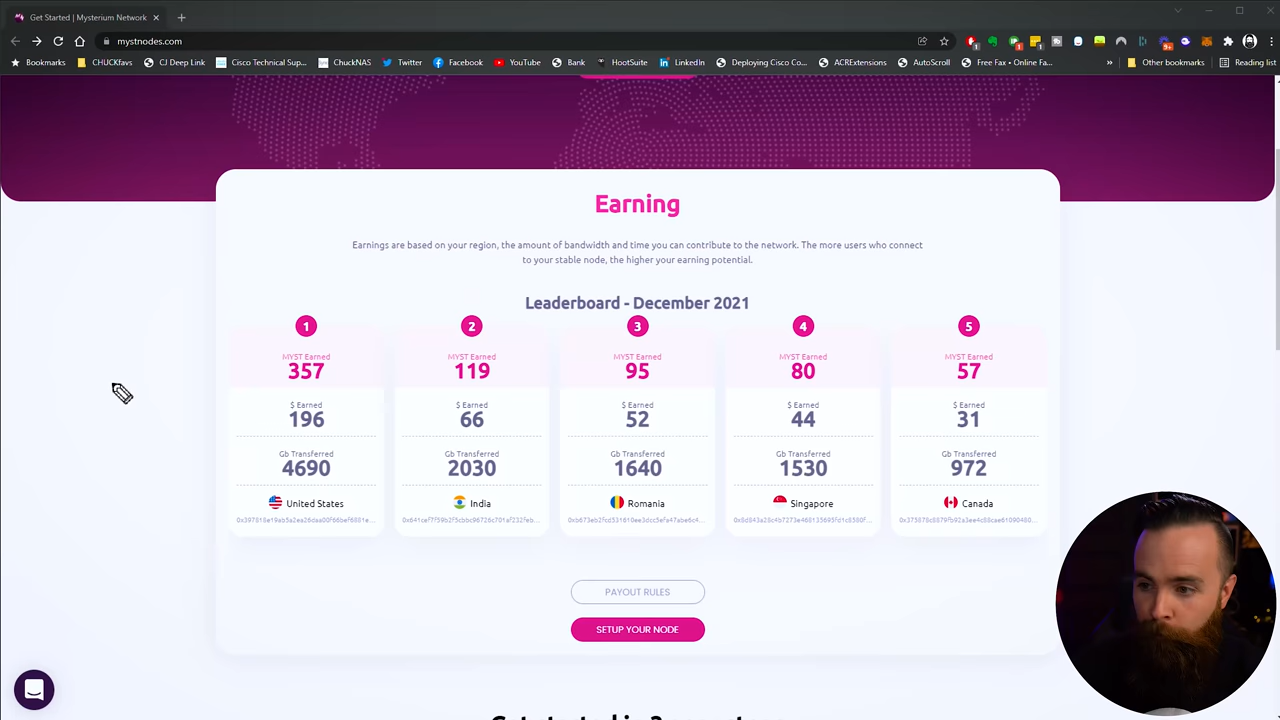 Get Started | Mysterium Network
mystnodes.com
Bookmarks CHUCKfavs CJ Deep Link Cisco Technical Sup... ChuckNAS Twitter Facebook YouTube Bank HootSuite LinkedIn Deploying Cisco Co... ACRExtensions AutoScroll Free Fax • Online Fa... » Other bookmarks Reading list
Earning
Earnings are based on your region, the amount of bandwidth and time you can contribute to the network. The more users who connect
to your stable node, the higher your earning potential.
Leaderboard - December 2021
1 2 3 4 5
MYST Earned MYST Earned MYST Earned MYST Earned MYST Earned
357 119 95 80 57
$ Earned $ Earned $ Earned $ Earned $ Earned
196 66 52 44 31
Gb Transferred Gb Transferred Gb Transferred Gb Transferred Gb Transferred
4690 2030 1640 1530 972
United States India Romania Singapore Canada
PAYOUT RULES
SETUP YOUR NODE